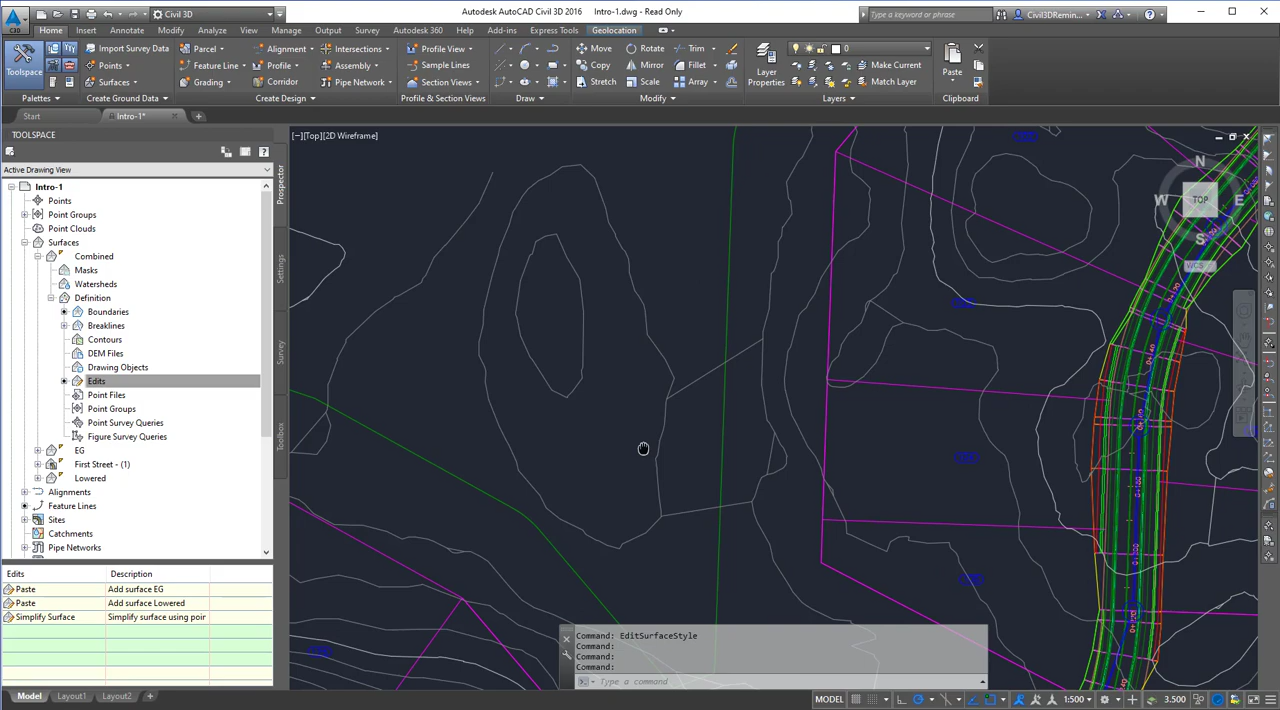 Civil 3D
Autodesk AutoCAD Civil 3D 2016 Intro-1.dwg - Read Only
Type a keyword or phrase
Civil3DRemin...
Home Insert Annotate Modify Analyze View Manage Output Survey Autodesk 360 Help Add-ins Express Tools Geolocation
C3D
Toolspace
Import Survey Data
Points
Surfaces
Parcel
Feature Line
Grading
Alignment
Profile
Corridor
Intersections
Assembly
Pipe Network
Profile View
Sample Lines
Section Views
Move Rotate Trim
Copy Mirror Fillet
Stretch Scale Array
Layer Properties
0
Make Current
Match Layer
Paste
Palettes Create Ground Data Create Design Profile & Section Views Draw Modify Layers Clipboard
Start Intro-1*
TOOLSPACE
Active Drawing View
Intro-1
Points
Point Groups
Point Clouds
Surfaces
Combined
Masks
Watersheds
Definition
Boundaries
Breaklines
Contours
DEM Files
Drawing Objects
Edits
Point Files
Point Groups
Point Survey Queries
Figure Survey Queries
EG
First Street - (1)
Lowered
Alignments
Feature Lines
Sites
Catchments
Pipe Networks
Prospector
Settings
Survey
Toolbox
Edits Description
Paste Add surface EG
Paste Add surface Lowered
Simplify Surface Simplify surface using poir
[−][Top][2D Wireframe]
N
W TOP E
S
WCS
Command: EditSurfaceStyle
Command:
Command:
Command:
Type a command
Model Layout1 Layout2
MODEL
1:500
3.500